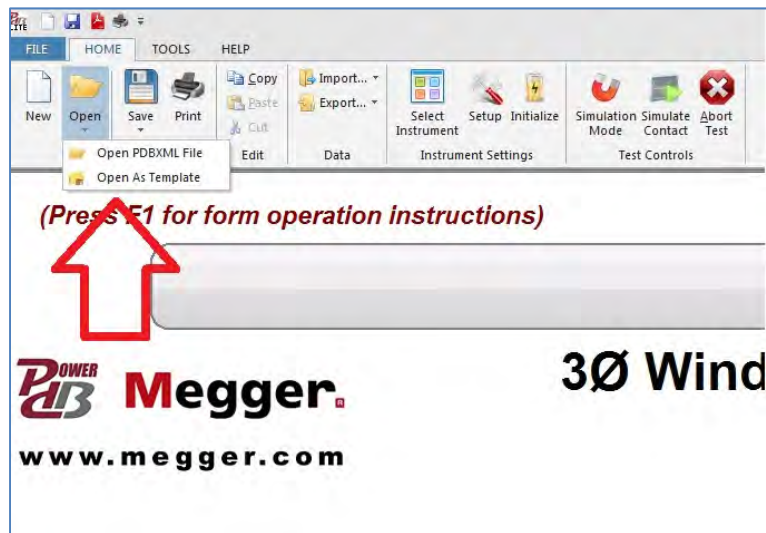 LITE
FILE HOME TOOLS HELP
New Open Save Print
Copy
Paste
Cut
Import...
Export...
Select Instrument
Setup Initialize
Simulation Mode
Simulate Contact
Abort Test
Edit Data Instrument Settings Test Controls
Open PDBXML File
Open As Template
(Press F1 for form operation instructions)
POWER
DB
Megger.
3Ø Wind
www.megger.com